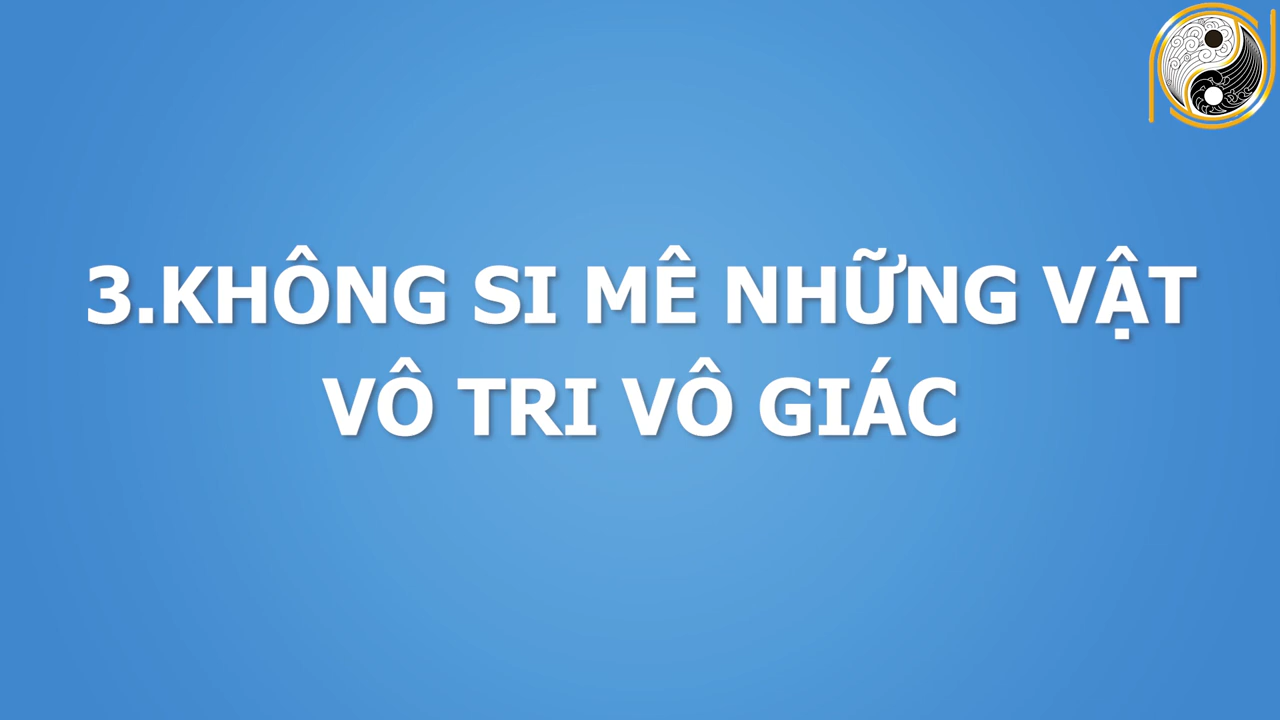 3.KHÔNG SI MÊ NHỮNG VẬT
VÔ TRI VÔ GIÁC